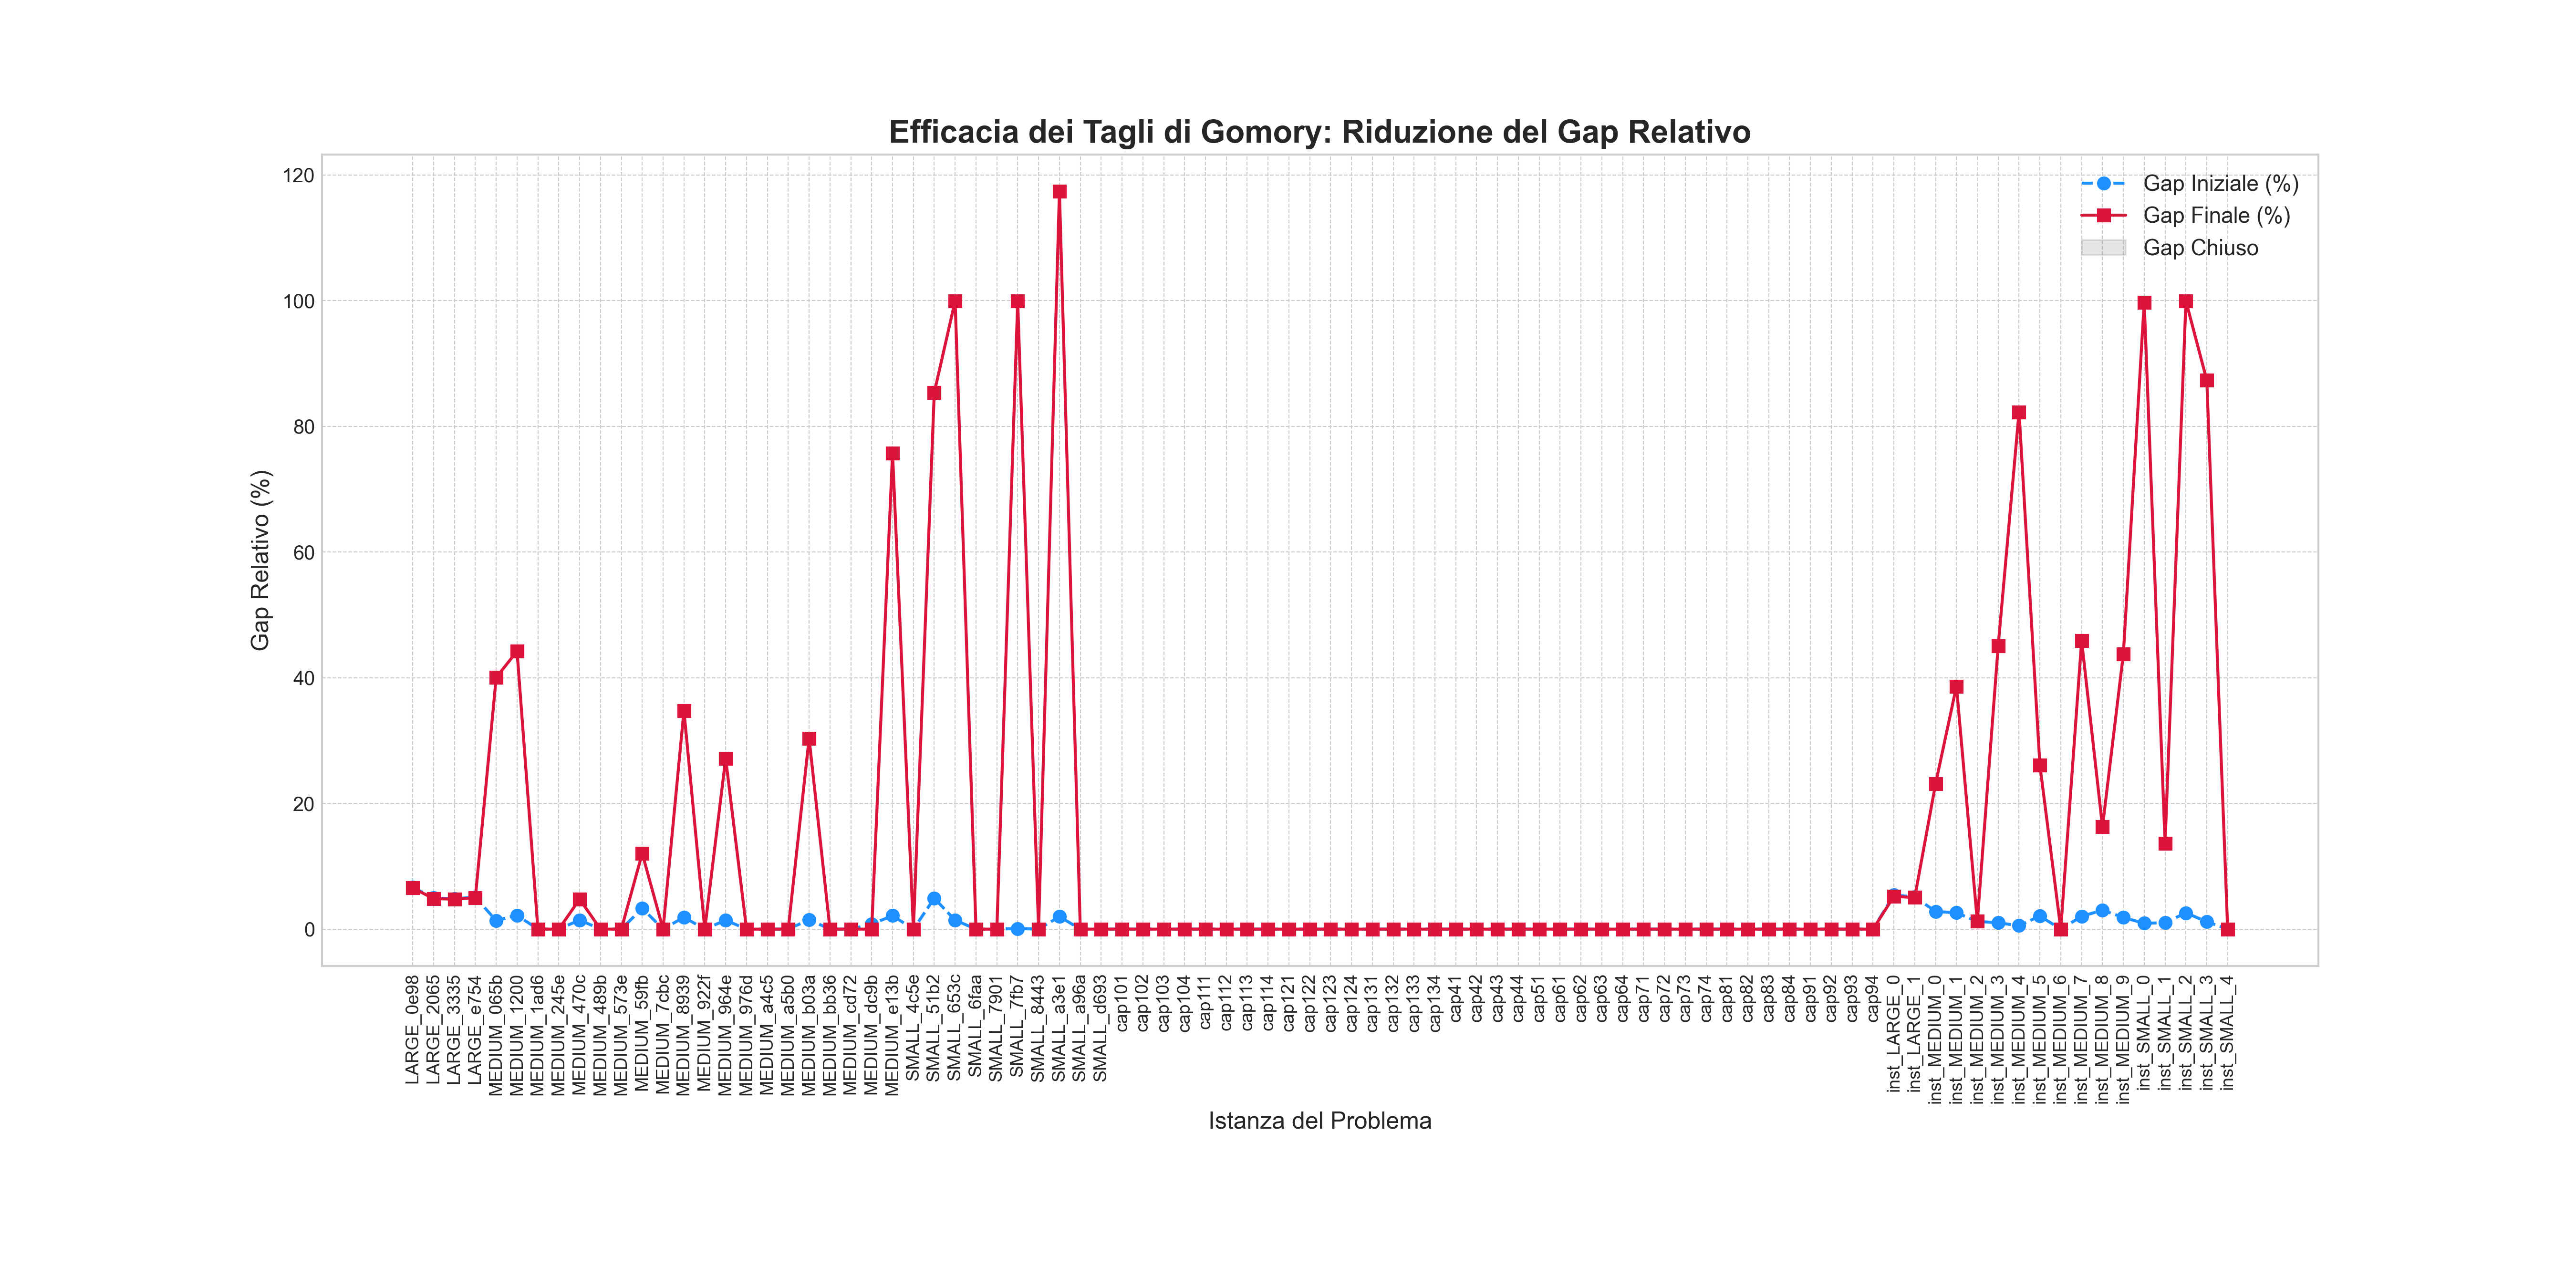 Efficacia dei Tagli di Gomory: Riduzione del Gap Relativo
Gap Iniziale (%)
Gap Finale (%)
Gap Chiuso
Gap Relativo (%)
120
100
80
60
40
20
0
LARGE_0e98
LARGE_2065
LARGE_3335
LARGE_e754
MEDIUM_065b
MEDIUM_1200
MEDIUM_1ad6
MEDIUM_245e
MEDIUM_470c
MEDIUM_489b
MEDIUM_573e
MEDIUM_59fb
MEDIUM_7cbc
MEDIUM_8939
MEDIUM_922f
MEDIUM_964e
MEDIUM_976d
MEDIUM_a4c5
MEDIUM_a5b0
MEDIUM_b03a
MEDIUM_bb36
MEDIUM_cd72
MEDIUM_dc9b
MEDIUM_e13b
SMALL_4c5e
SMALL_51b2
SMALL_653c
SMALL_6faa
SMALL_7901
SMALL_7fb7
SMALL_8443
SMALL_a3e1
SMALL_a96a
SMALL_d693
cap101
cap102
cap103
cap104
cap111
cap112
cap113
cap114
cap121
cap122
cap123
cap124
cap131
cap132
cap133
cap134
cap41
cap42
cap43
cap44
cap51
cap61
cap62
cap63
cap64
cap71
cap72
cap73
cap74
cap81
cap82
cap83
cap84
cap91
cap92
cap93
cap94
inst_LARGE_0
inst_LARGE_1
inst_MEDIUM_0
inst_MEDIUM_1
inst_MEDIUM_2
inst_MEDIUM_3
inst_MEDIUM_4
inst_MEDIUM_5
inst_MEDIUM_6
inst_MEDIUM_7
inst_MEDIUM_8
inst_MEDIUM_9
inst_SMALL_0
inst_SMALL_1
inst_SMALL_2
inst_SMALL_3
inst_SMALL_4
Istanza del Problema